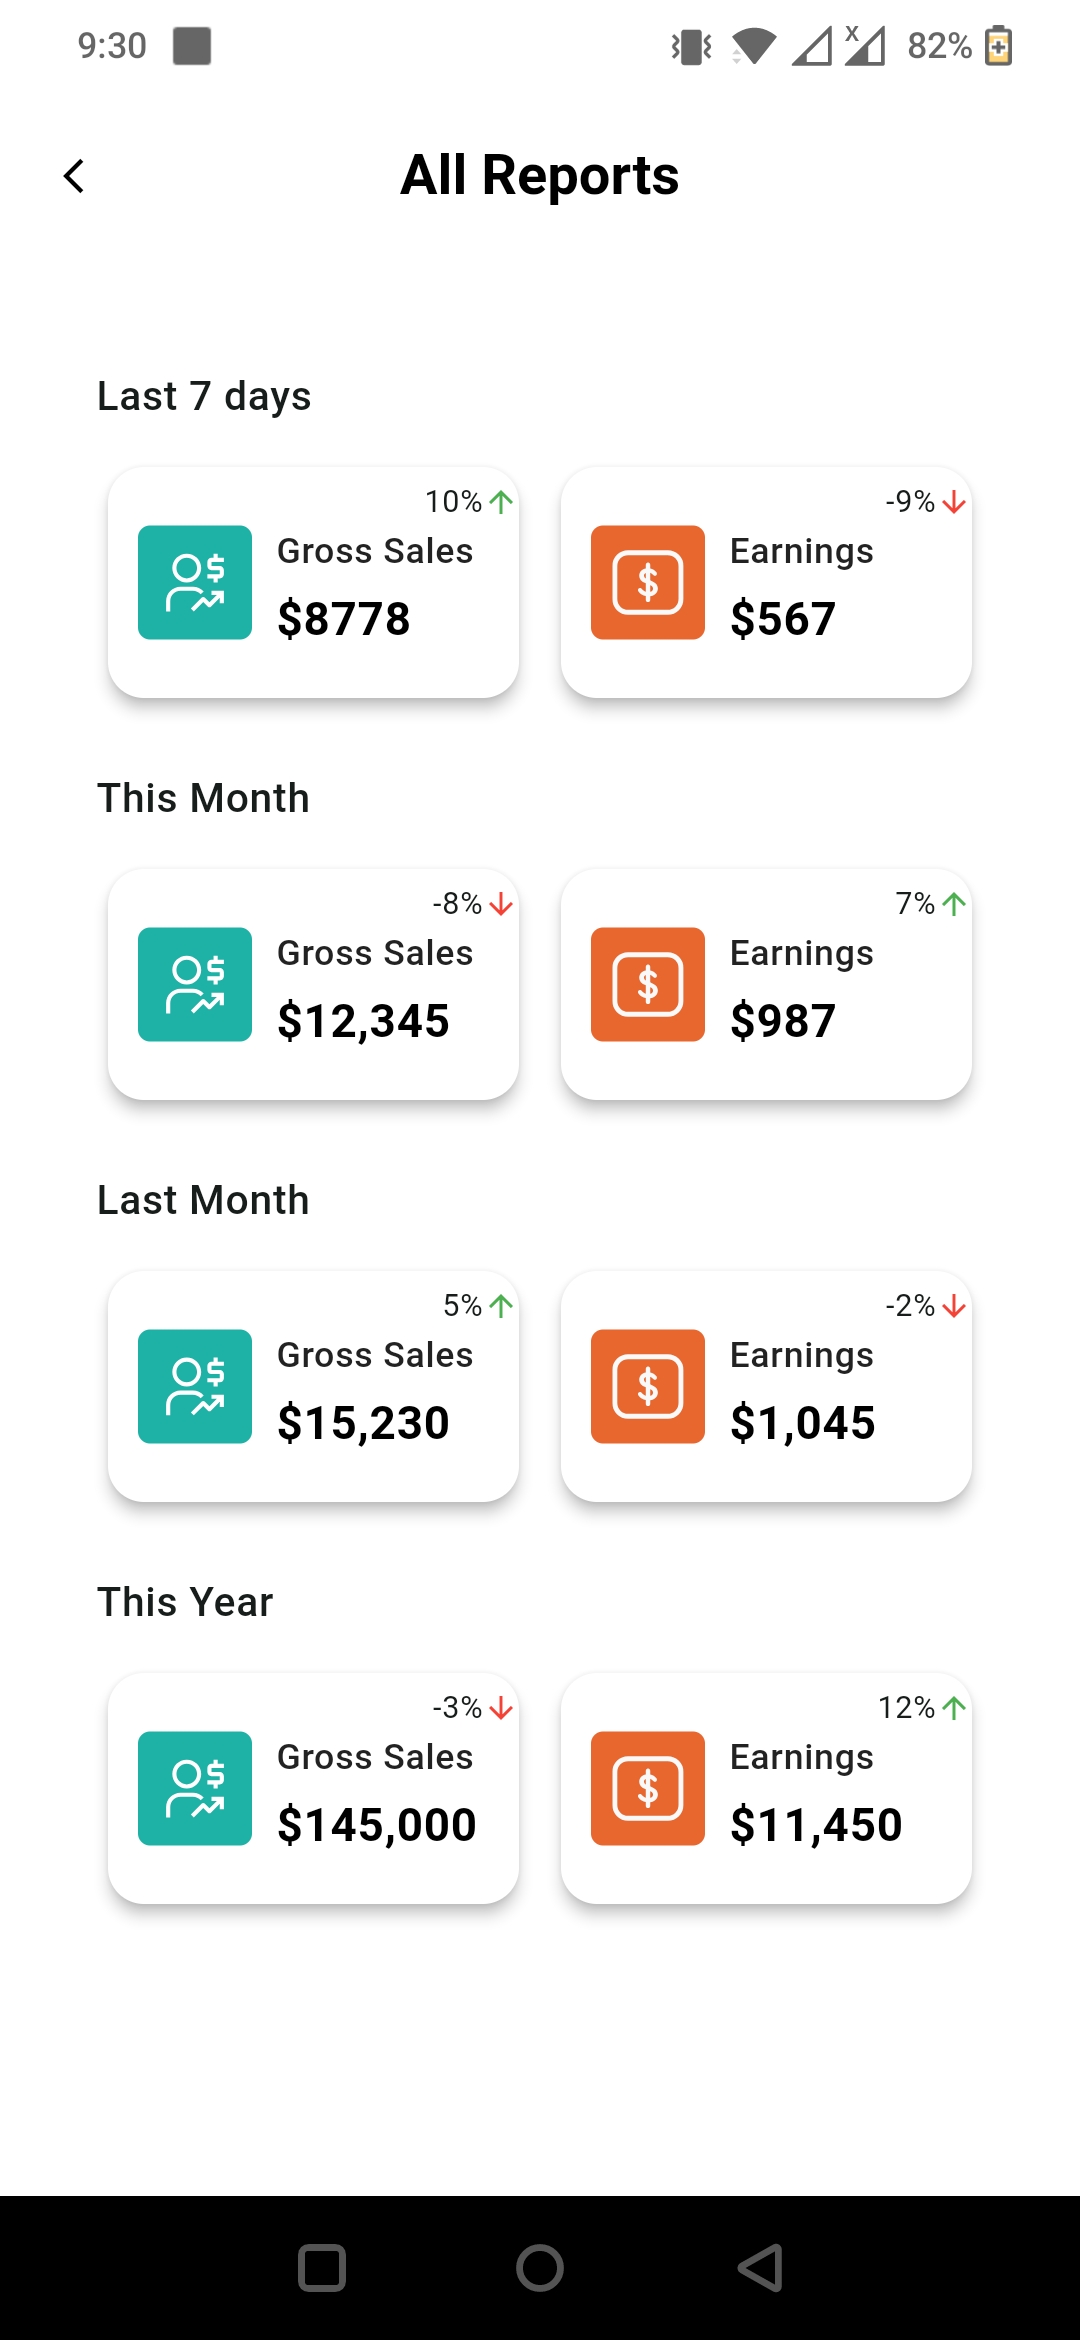 9:30
x
82%
All Reports
Last 7 days
10%
Gross Sales
$8778
-9%
Earnings
$567
This Month
-8%
Gross Sales
$12,345
7%
Earnings
$987
Last Month
5%
Gross Sales
$15,230
-2%
Earnings
$1,045
This Year
-3%
Gross Sales
$145,000
12%
Earnings
$11,450